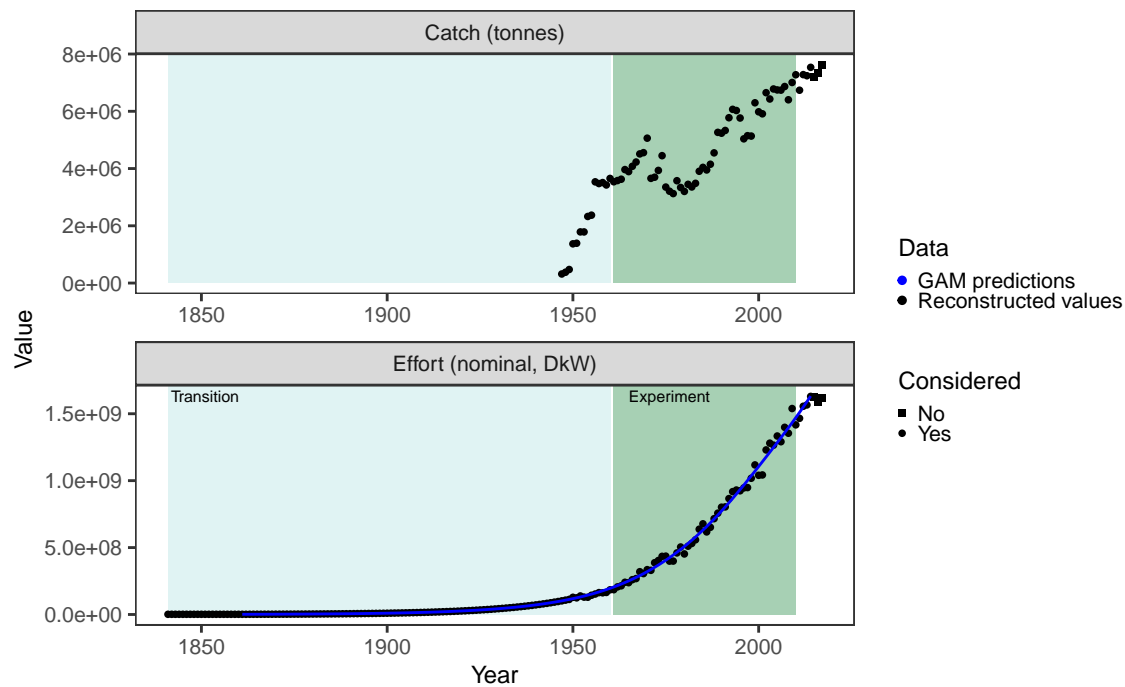 Catch (tonnes)
8e+06
6e+06
4e+06
2e+06
0e+00
1850 1900 1950 2000
Value
Effort (nominal, DkW)
Transition Experiment
1.5e+09
1.0e+09
5.0e+08
0.0e+00
1850 1900 1950 2000
Year
Data
GAM predictions
Reconstructed values
Considered
No
Yes